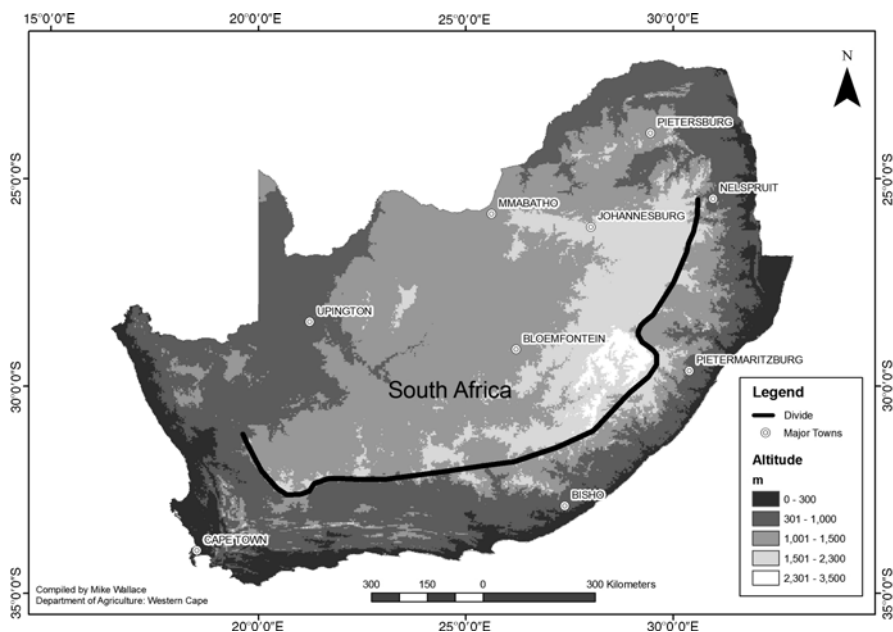 15°0'0"E 20°0'0"E 25°0'0"E 30°0'0"E
N
PIETERSBURG
25°0'0"S 25°0'0"S
NELSPRUIT
MMABATHO
JOHANNESBURG
UPINGTON
BLOEMFONTEIN
PIETERMARITZBURG
South Africa
30°0'0"S 30°0'0"S
Legend
Divide
Major Towns
Altitude
m
0 - 300
301 - 1,000
1,001 - 1,500
1,501 - 2,300
2,301 - 3,500
BISHO
CAPE TOWN
Compiled by Mike Wallace
Department of Agriculture: Western Cape
300 150 0 300 Kilometers
35°0'0"S 35°0'0"S
20°0'0"E 25°0'0"E 30°0'0"E